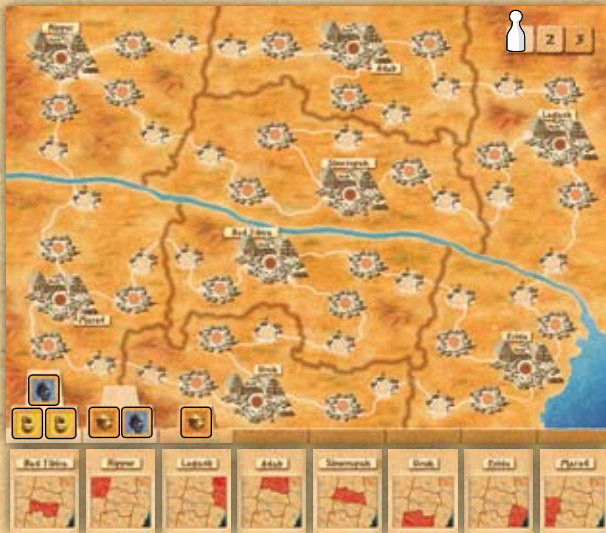 Nippur
Adab
2 3
Lagash
Shuruppak
Bad Tibira
Marad
Eridu
Uruk
Bad Tibira
Nippur
Lagash
Adab
Shuruppak
Uruk
Eridu
Marad